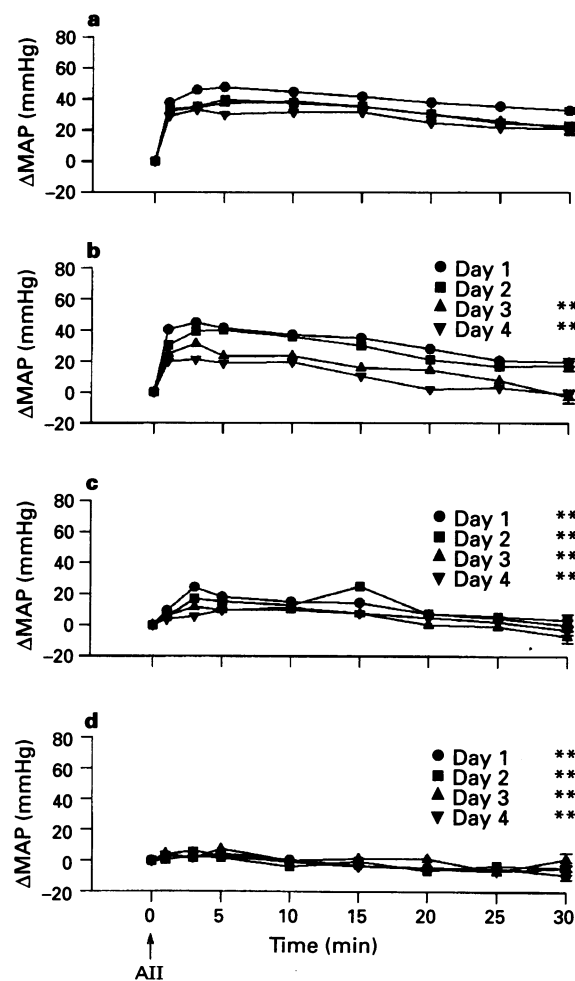 a
80
60
40
20
0
−20
ΔMAP (mmHg)
b
80
60
40
20
0
−20
ΔMAP (mmHg)
Day 1
Day 2
Day 3 **
Day 4 **
c
80
60
40
20
0
−20
ΔMAP (mmHg)
Day 1 **
Day 2 **
Day 3 **
Day 4 **
d
80
60
40
20
0
−20
ΔMAP (mmHg)
Day 1 **
Day 2 **
Day 3 **
Day 4 **
0 5 10 15 20 25 30
Time (min)
AII